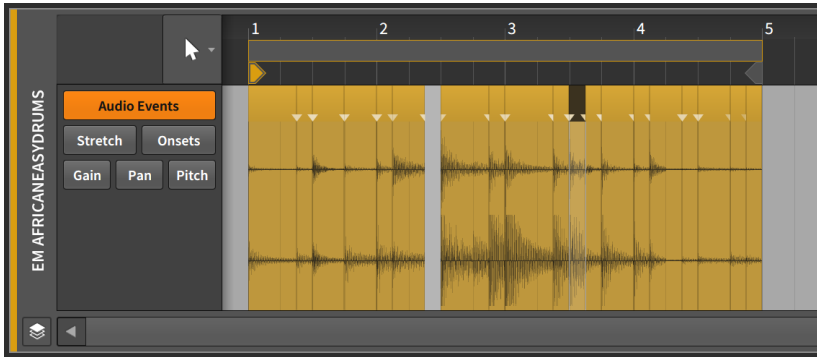 1 2 3 4 5
EM AFRICANEASYDRUMS
Audio Events
Stretch Onsets
Gain Pan Pitch